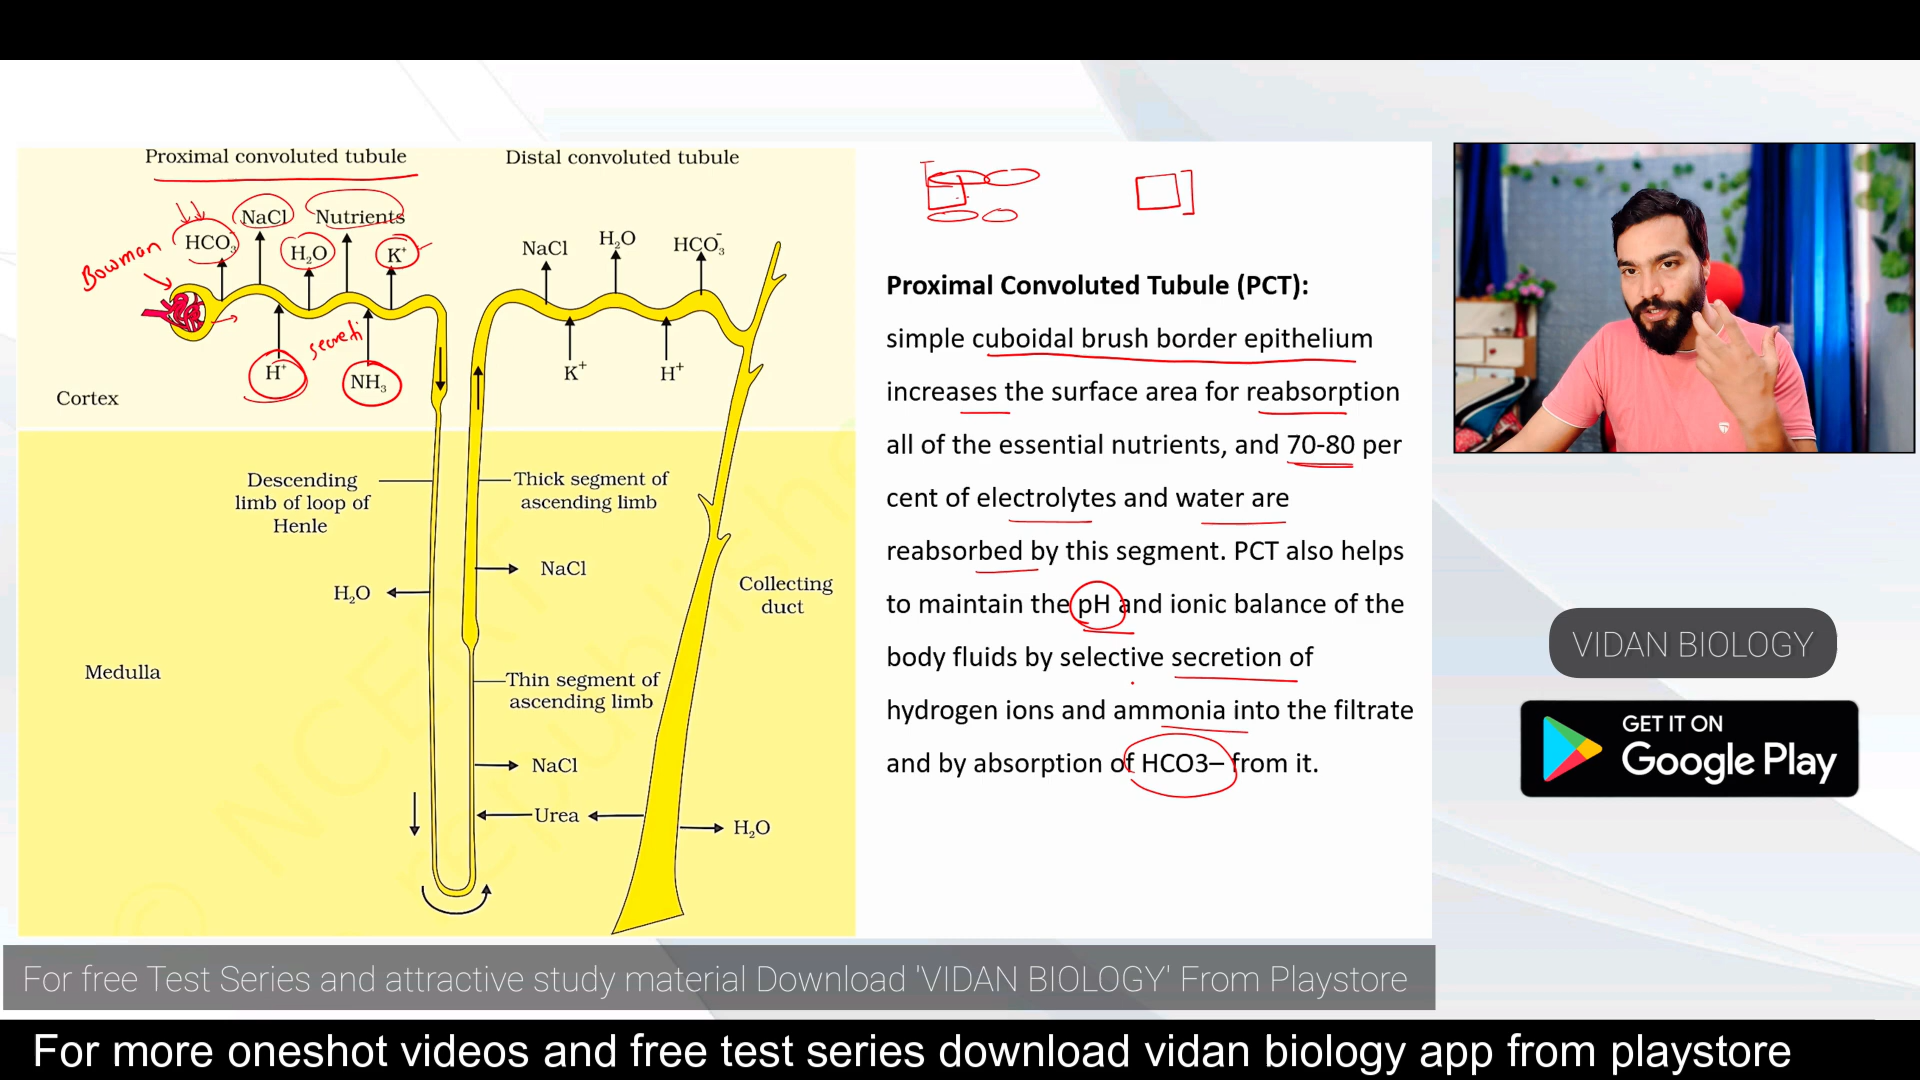 Proximal convoluted tubule
Distal convoluted tubule
NaCl
Nutrients
HCO₃⁻
H₂O
K⁺
NaCl
H₂O
HCO₃⁻
Bowman
secreti
H⁺
NH₃
K⁺
H⁺
Cortex
Descending
limb of loop of
Henle
Thick segment of
ascending limb
NaCl
H₂O
Collecting
duct
Medulla
Thin segment of
ascending limb
NaCl
Urea
H₂O
Proximal Convoluted Tubule (PCT):
simple cuboidal brush border epithelium
increases the surface area for reabsorption
all of the essential nutrients, and 70-80 per
cent of electrolytes and water are
reabsorbed by this segment. PCT also helps
to maintain the pH and ionic balance of the
body fluids by selective secretion of
hydrogen ions and ammonia into the filtrate
and by absorption of HCO3– from it.
VIDAN BIOLOGY
GET IT ON
Google Play
For free Test Series and attractive study material Download 'VIDAN BIOLOGY' From Playstore
For more oneshot videos and free test series download vidan biology app from playstore